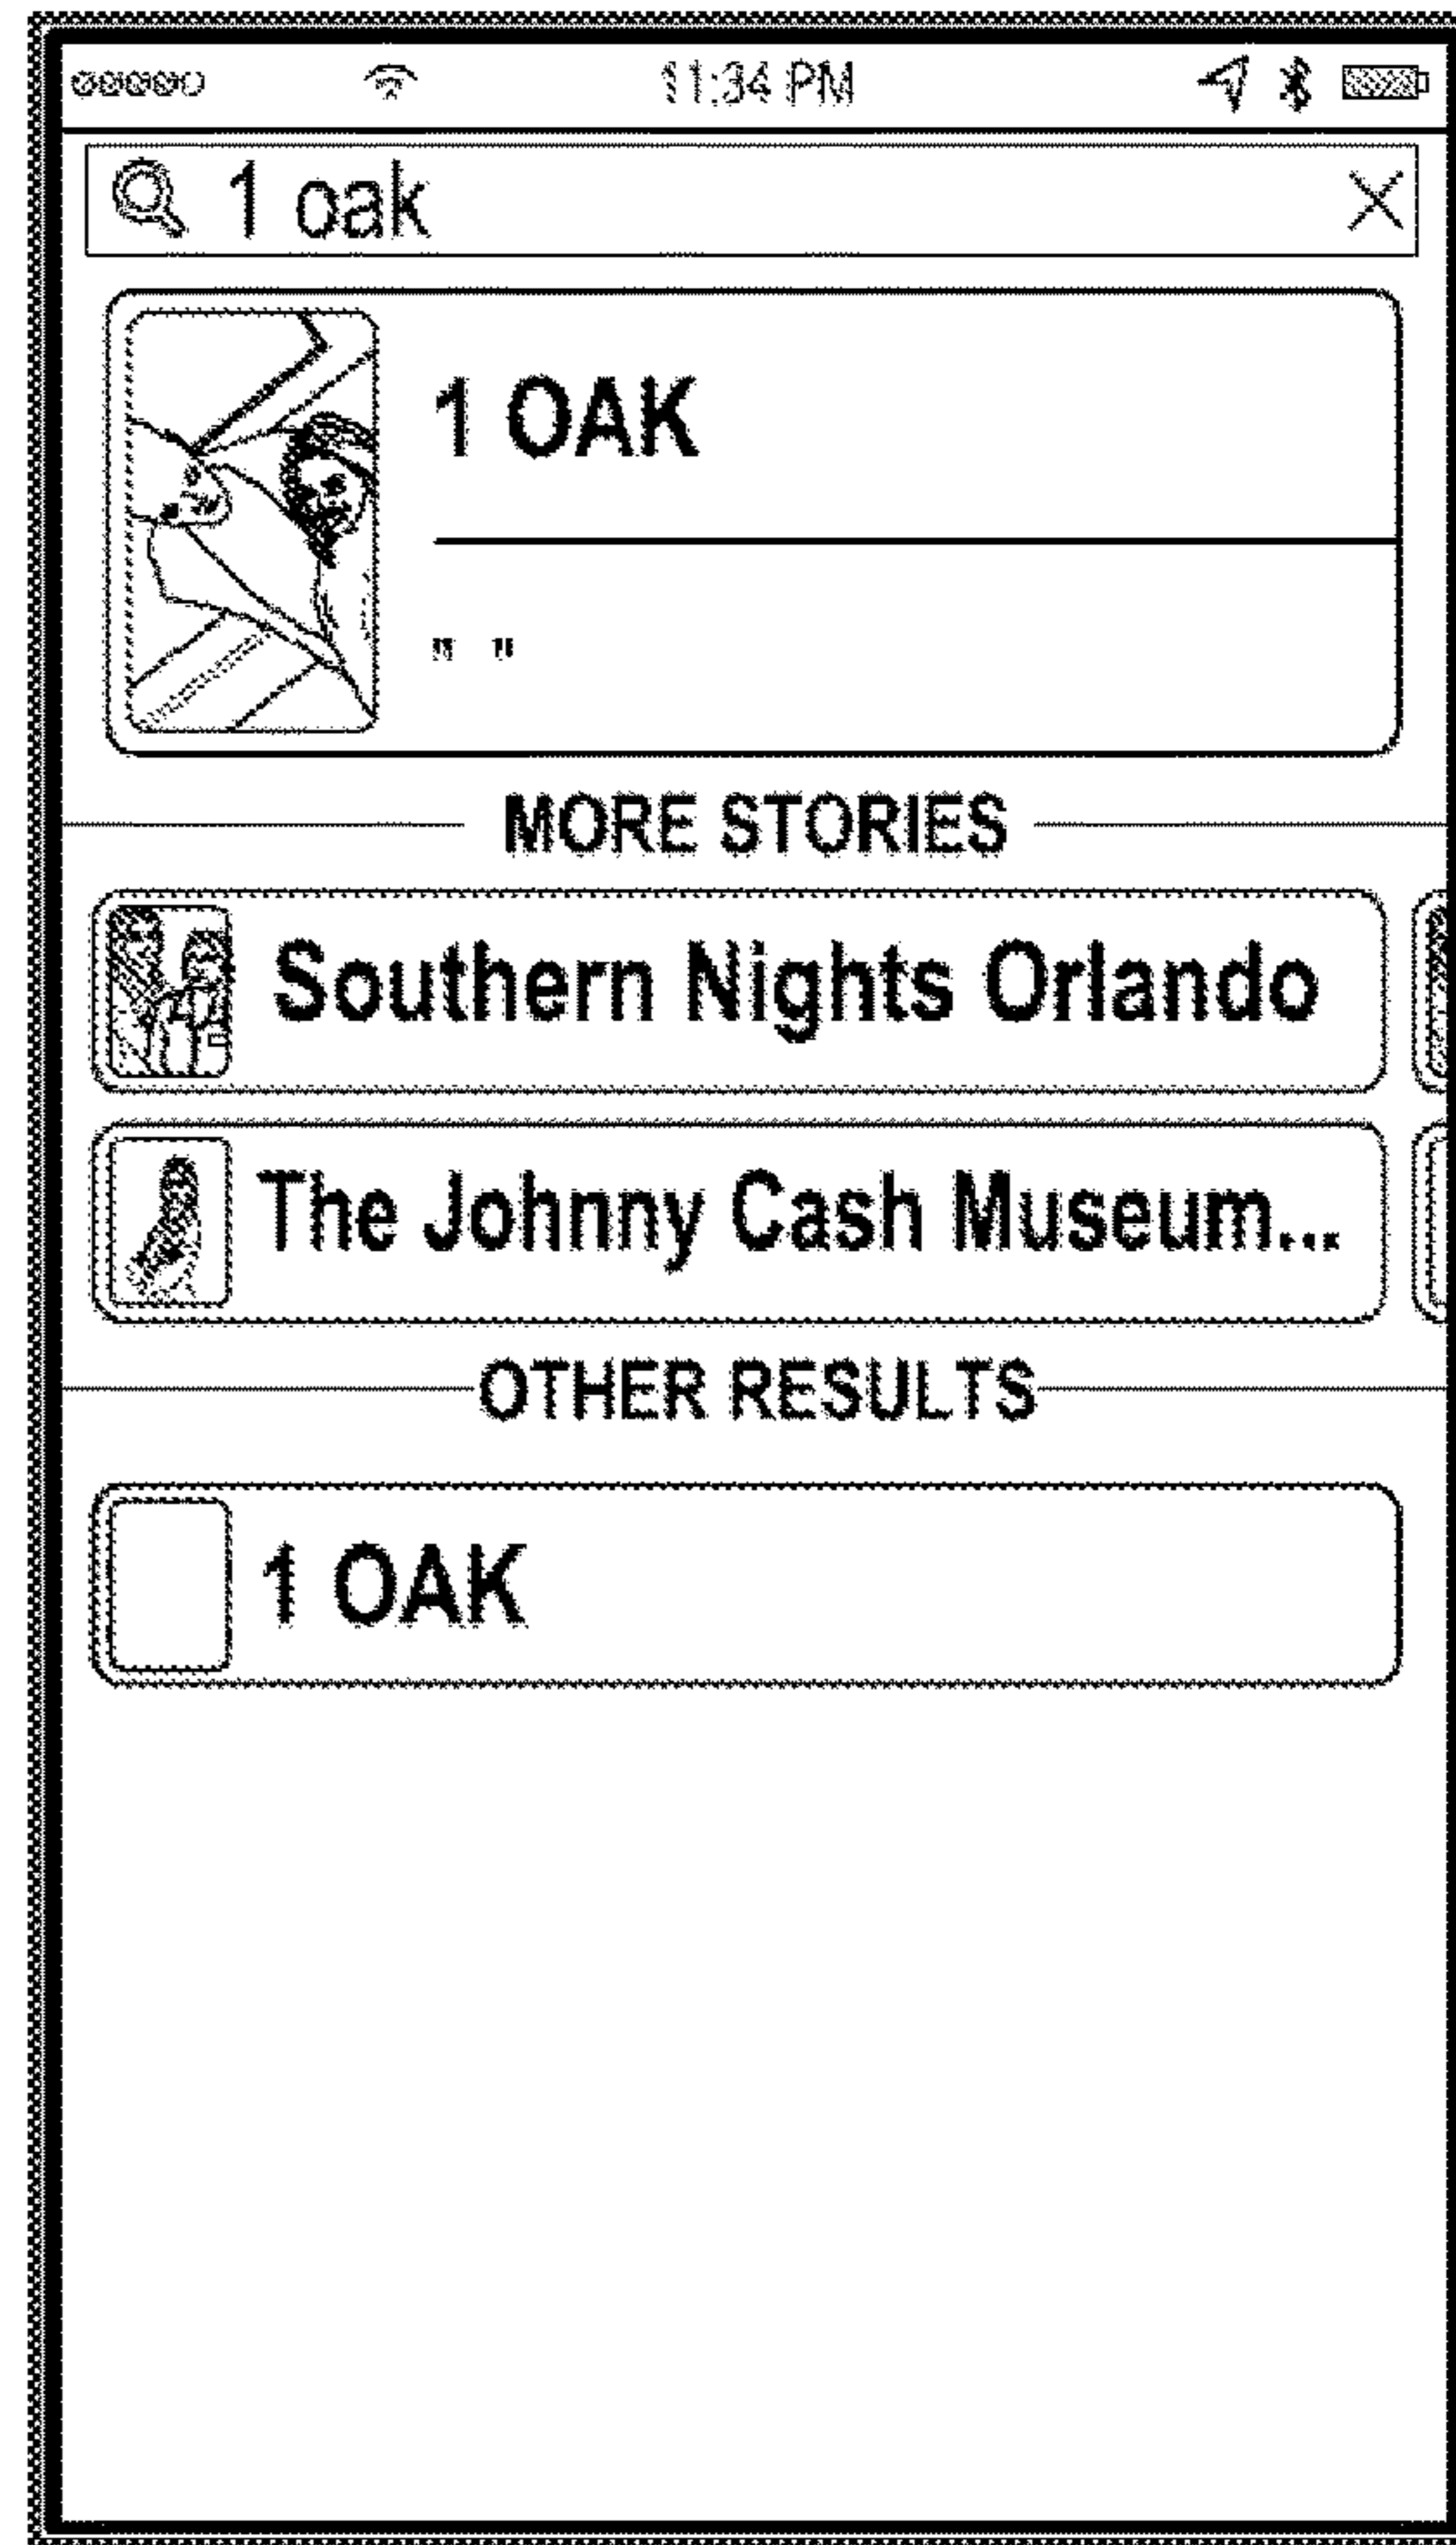 11:34 PM
1 oak
1 OAK
" "
MORE STORIES
Southern Nights Orlando
The Johnny Cash Museum...
OTHER RESULTS
1 OAK